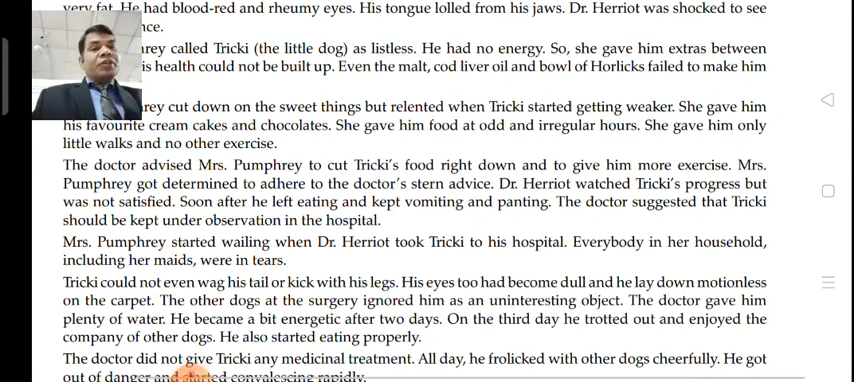 very fat. He had blood-red and rheumy eyes. His tongue lolled from his jaws. Dr. Herriot was shocked to see
nce.
rey called Tricki (the little dog) as listless. He had no energy. So, she gave him extras between
is health could not be built up. Even the malt, cod liver oil and bowl of Horlicks failed to make him
rey cut down on the sweet things but relented when Tricki started getting weaker. She gave him
his favourite cream cakes and chocolates. She gave him food at odd and irregular hours. She gave him only
little walks and no other exercise.
The doctor advised Mrs. Pumphrey to cut Tricki's food right down and to give him more exercise. Mrs.
Pumphrey got determined to adhere to the doctor's stern advice. Dr. Herriot watched Tricki's progress but
was not satisfied. Soon after he left eating and kept vomiting and panting. The doctor suggested that Tricki
should be kept under observation in the hospital.
Mrs. Pumphrey started wailing when Dr. Herriot took Tricki to his hospital. Everybody in her household,
including her maids, were in tears.
Tricki could not even wag his tail or kick with his legs. His eyes too had become dull and he lay down motionless
on the carpet. The other dogs at the surgery ignored him as an uninteresting object. The doctor gave him
plenty of water. He became a bit energetic after two days. On the third day he trotted out and enjoyed the
company of other dogs. He also started eating properly.
The doctor did not give Tricki any medicinal treatment. All day, he frolicked with other dogs cheerfully. He got
out of danger and started convalescing rapidly.